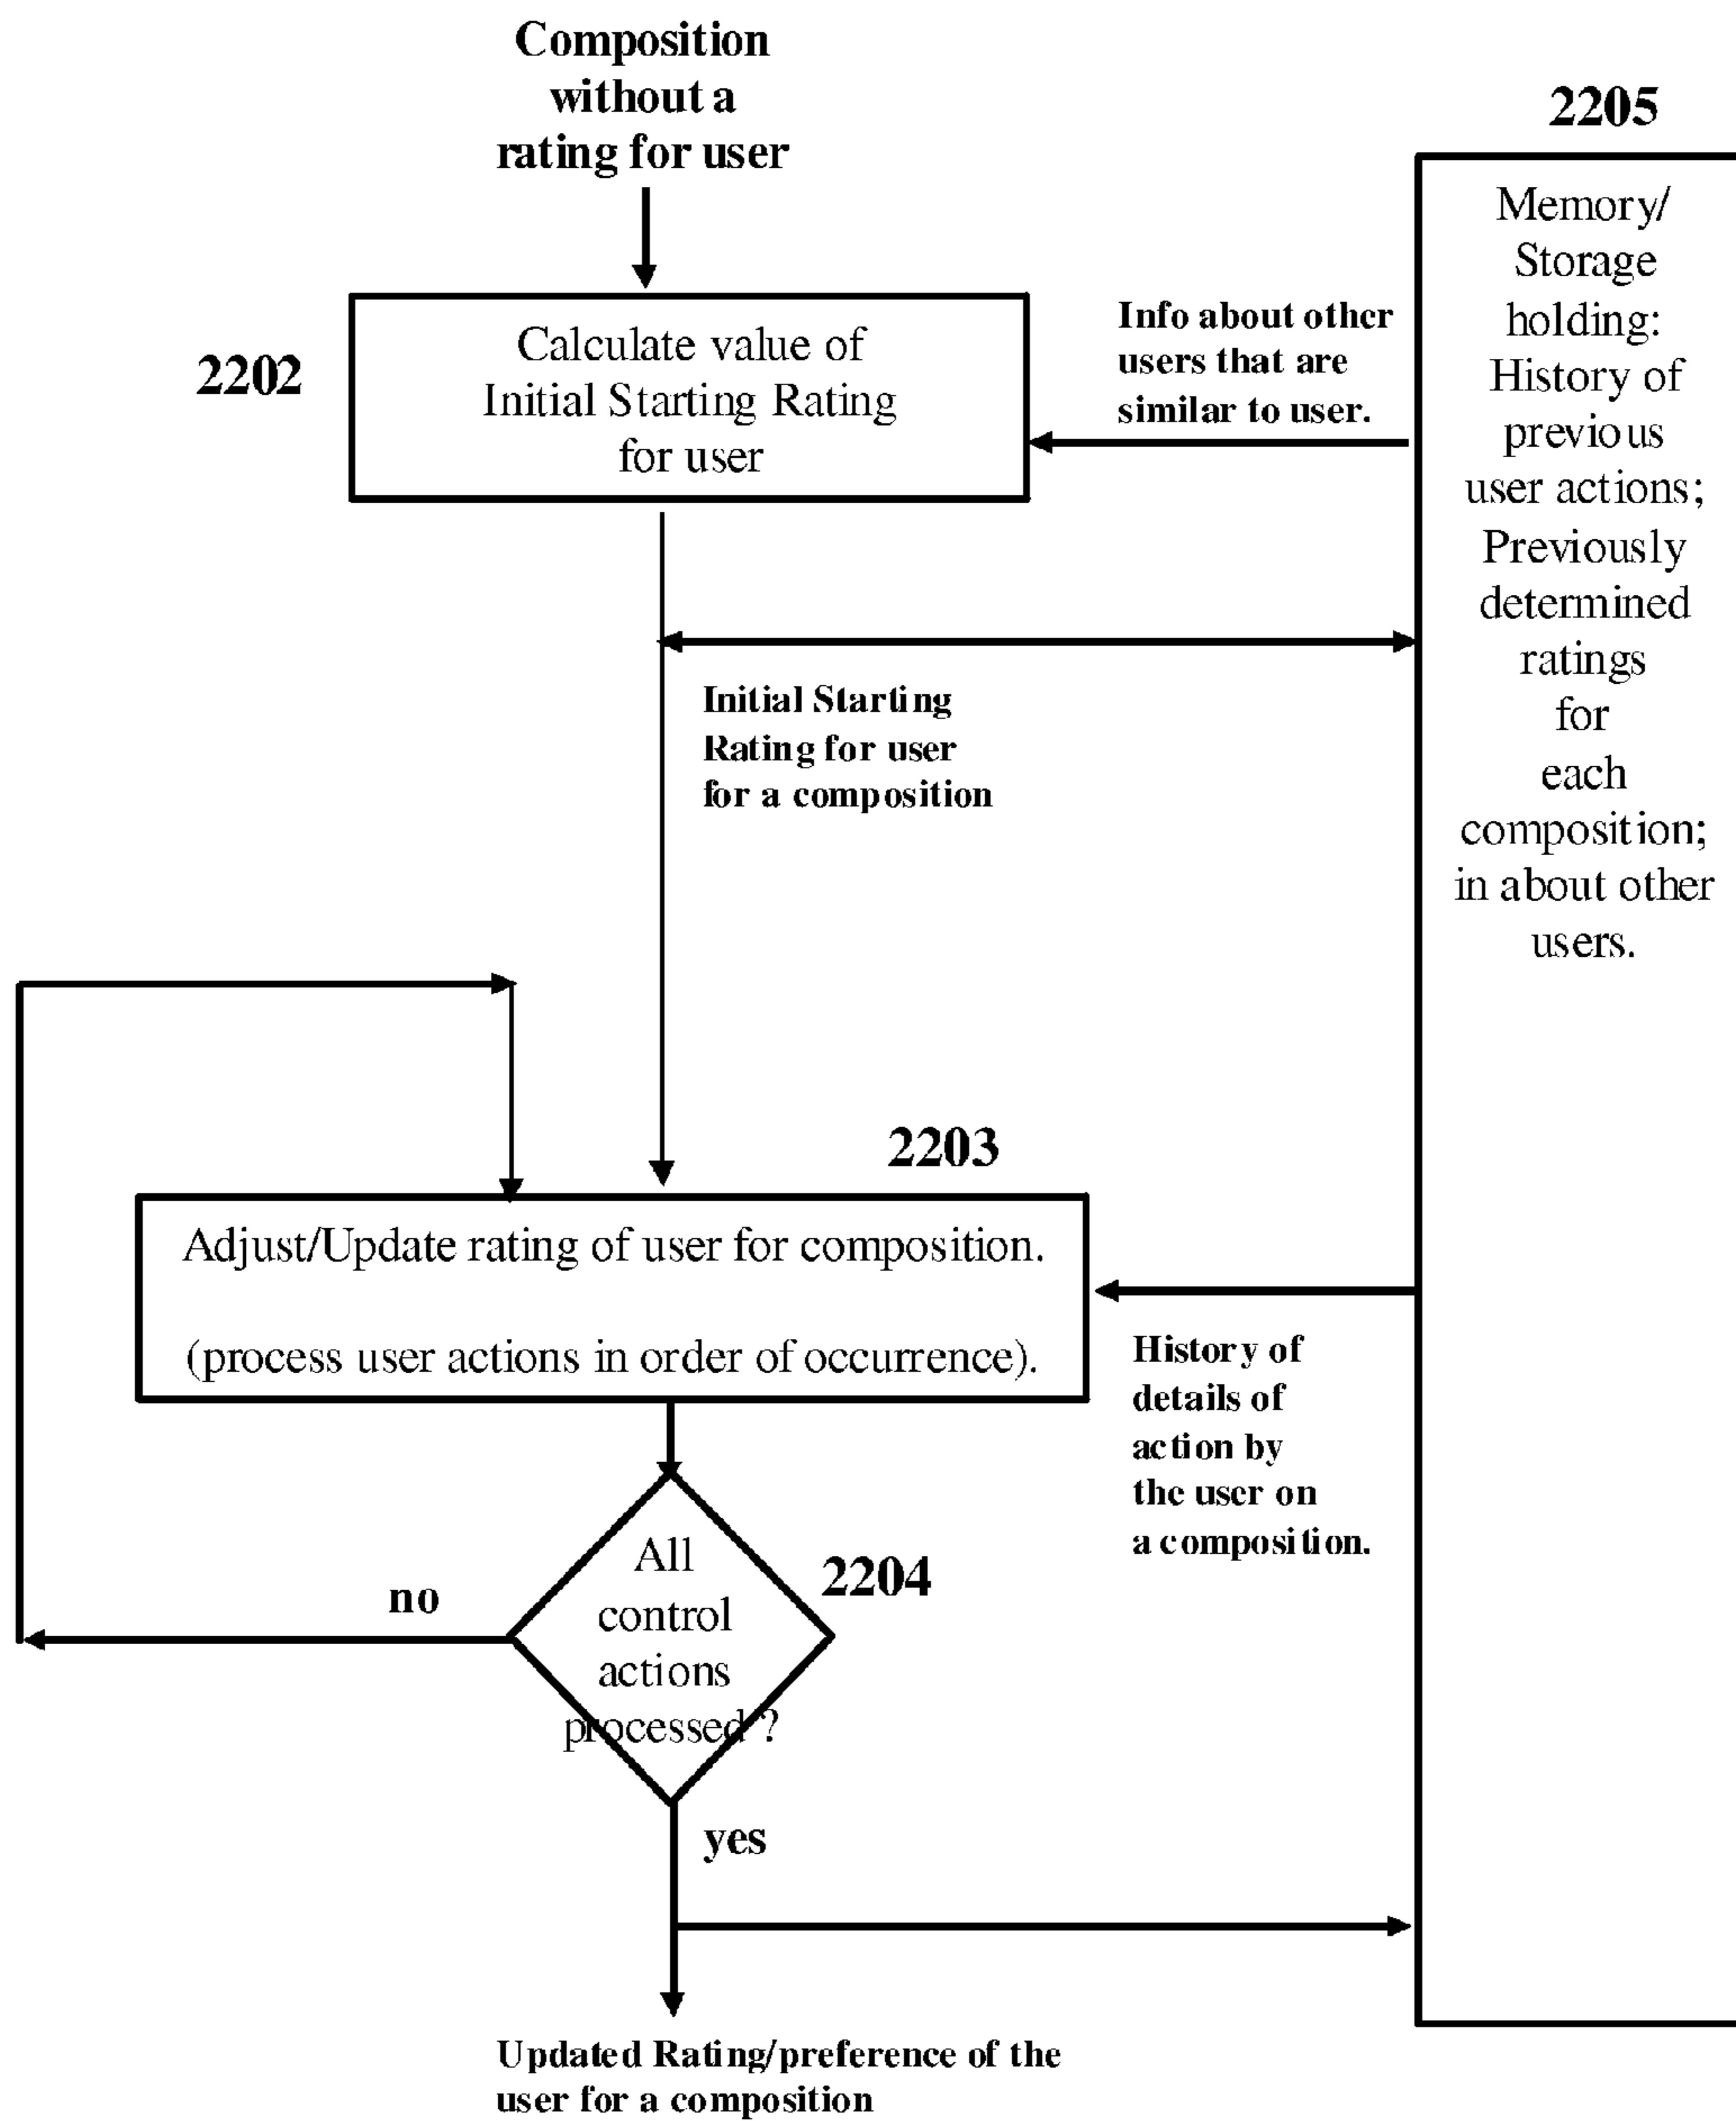 Composition
without a
rating for user
2205
Memory/
Storage
holding:
History of
previous
user actions;
Previously
determined
ratings
for
each
composition;
in about other
users.
2202
Calculate value of
Initial Starting Rating
for user
Info about other
users that are
similar to user.
Initial Starting
Rating for user
for a composition
2203
Adjust/Update rating of user for composition.
(process user actions in order of occurrence).
History of
details of
action by
the user on
a composition.
2204
All
control
actions
processed ?
no
yes
Updated Rating/preference of the
user for a composition